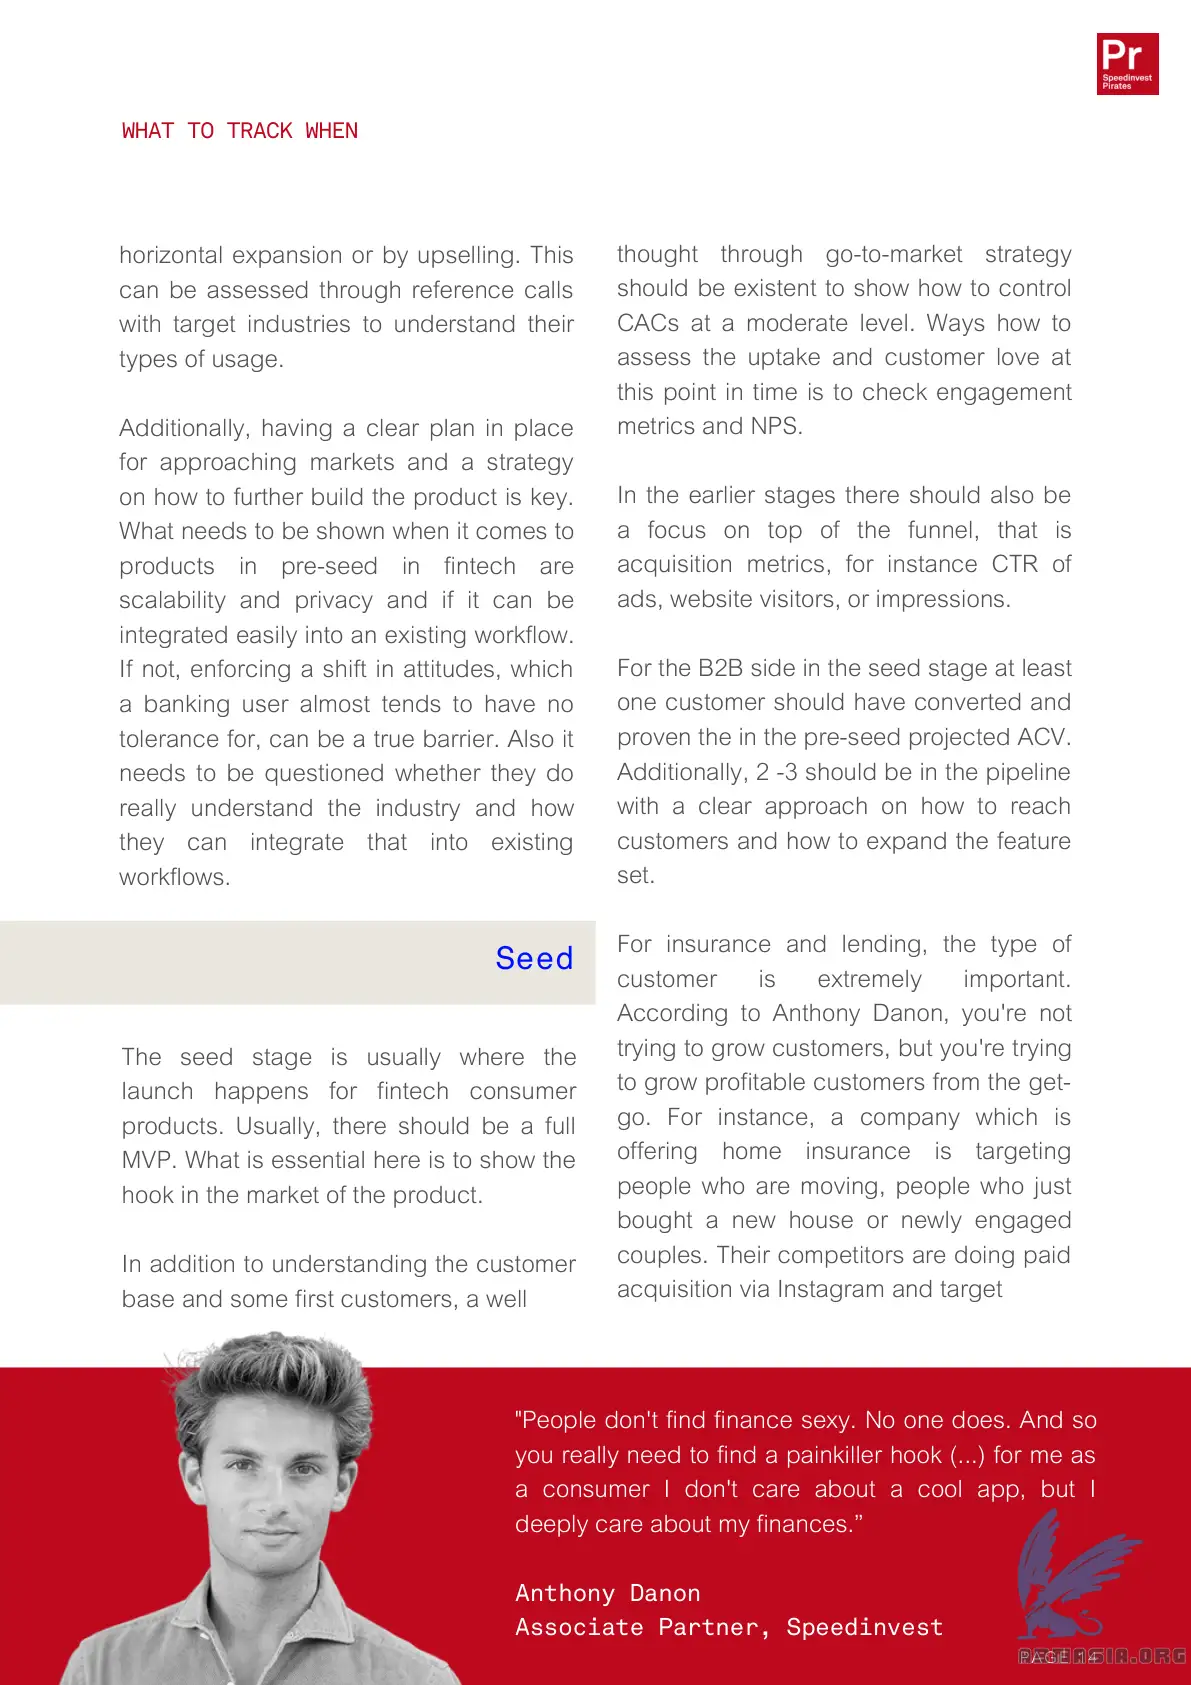 Pr
Speedinvest
Pirates
WHAT TO TRACK WHEN
horizontal expansion or by upselling. This
can be assessed through reference calls
with target industries to understand their
types of usage.
Additionally, having a clear plan in place
for approaching markets and a strategy
on how to further build the product is key.
What needs to be shown when it comes to
products in pre-seed in fintech are
scalability and privacy and if it can be
integrated easily into an existing workflow.
If not, enforcing a shift in attitudes, which
a banking user almost tends to have no
tolerance for, can be a true barrier. Also it
needs to be questioned whether they do
really understand the industry and how
they can integrate that into existing
workflows.
Seed
The seed stage is usually where the
launch happens for fintech consumer
products. Usually, there should be a full
MVP. What is essential here is to show the
hook in the market of the product.
In addition to understanding the customer
base and some first customers, a well
thought through go-to-market strategy
should be existent to show how to control
CACs at a moderate level. Ways how to
assess the uptake and customer love at
this point in time is to check engagement
metrics and NPS.
In the earlier stages there should also be
a focus on top of the funnel, that is
acquisition metrics, for instance CTR of
ads, website visitors, or impressions.
For the B2B side in the seed stage at least
one customer should have converted and
proven the in the pre-seed projected ACV.
Additionally, 2 -3 should be in the pipeline
with a clear approach on how to reach
customers and how to expand the feature
set.
For insurance and lending, the type of
customer is extremely important.
According to Anthony Danon, you're not
trying to grow customers, but you're trying
to grow profitable customers from the get-
go. For instance, a company which is
offering home insurance is targeting
people who are moving, people who just
bought a new house or newly engaged
couples. Their competitors are doing paid
acquisition via Instagram and target
"People don't find finance sexy. No one does. And so
you really need to find a painkiller hook (...) for me as
a consumer I don't care about a cool app, but I
deeply care about my finances.”
Anthony Danon
Associate Partner, Speedinvest
PAGE 14